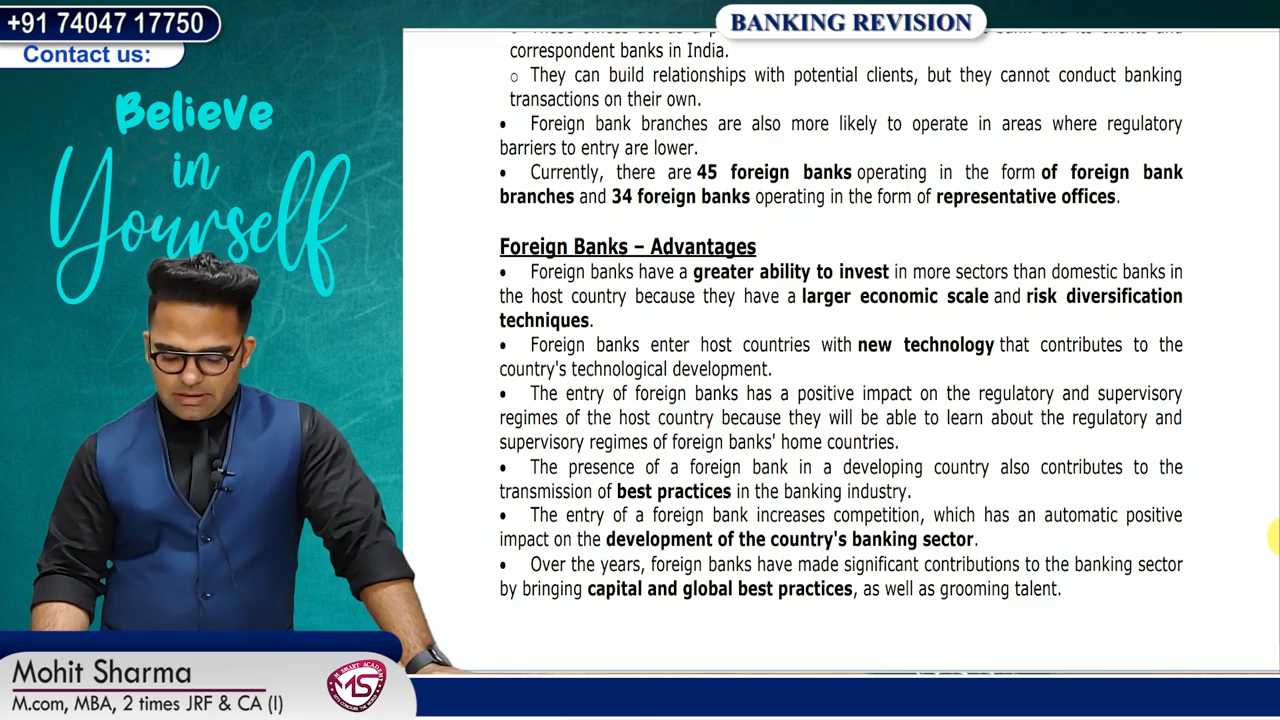 +91 74047 17750
Contact us:
BANKING REVISION
Believe
in
Yourself
correspondent banks in India.
o They can build relationships with potential clients, but they cannot conduct banking
transactions on their own.
• Foreign bank branches are also more likely to operate in areas where regulatory
barriers to entry are lower.
• Currently, there are 45 foreign banks operating in the form of foreign bank
branches and 34 foreign banks operating in the form of representative offices.
Foreign Banks – Advantages
• Foreign banks have a greater ability to invest in more sectors than domestic banks in
the host country because they have a larger economic scale and risk diversification
techniques.
• Foreign banks enter host countries with new technology that contributes to the
country's technological development.
• The entry of foreign banks has a positive impact on the regulatory and supervisory
regimes of the host country because they will be able to learn about the regulatory and
supervisory regimes of foreign banks' home countries.
• The presence of a foreign bank in a developing country also contributes to the
transmission of best practices in the banking industry.
• The entry of a foreign bank increases competition, which has an automatic positive
impact on the development of the country's banking sector.
• Over the years, foreign banks have made significant contributions to the banking sector
by bringing capital and global best practices, as well as grooming talent.
Mohit Sharma
M.com, MBA, 2 times JRF & CA (I)
MS